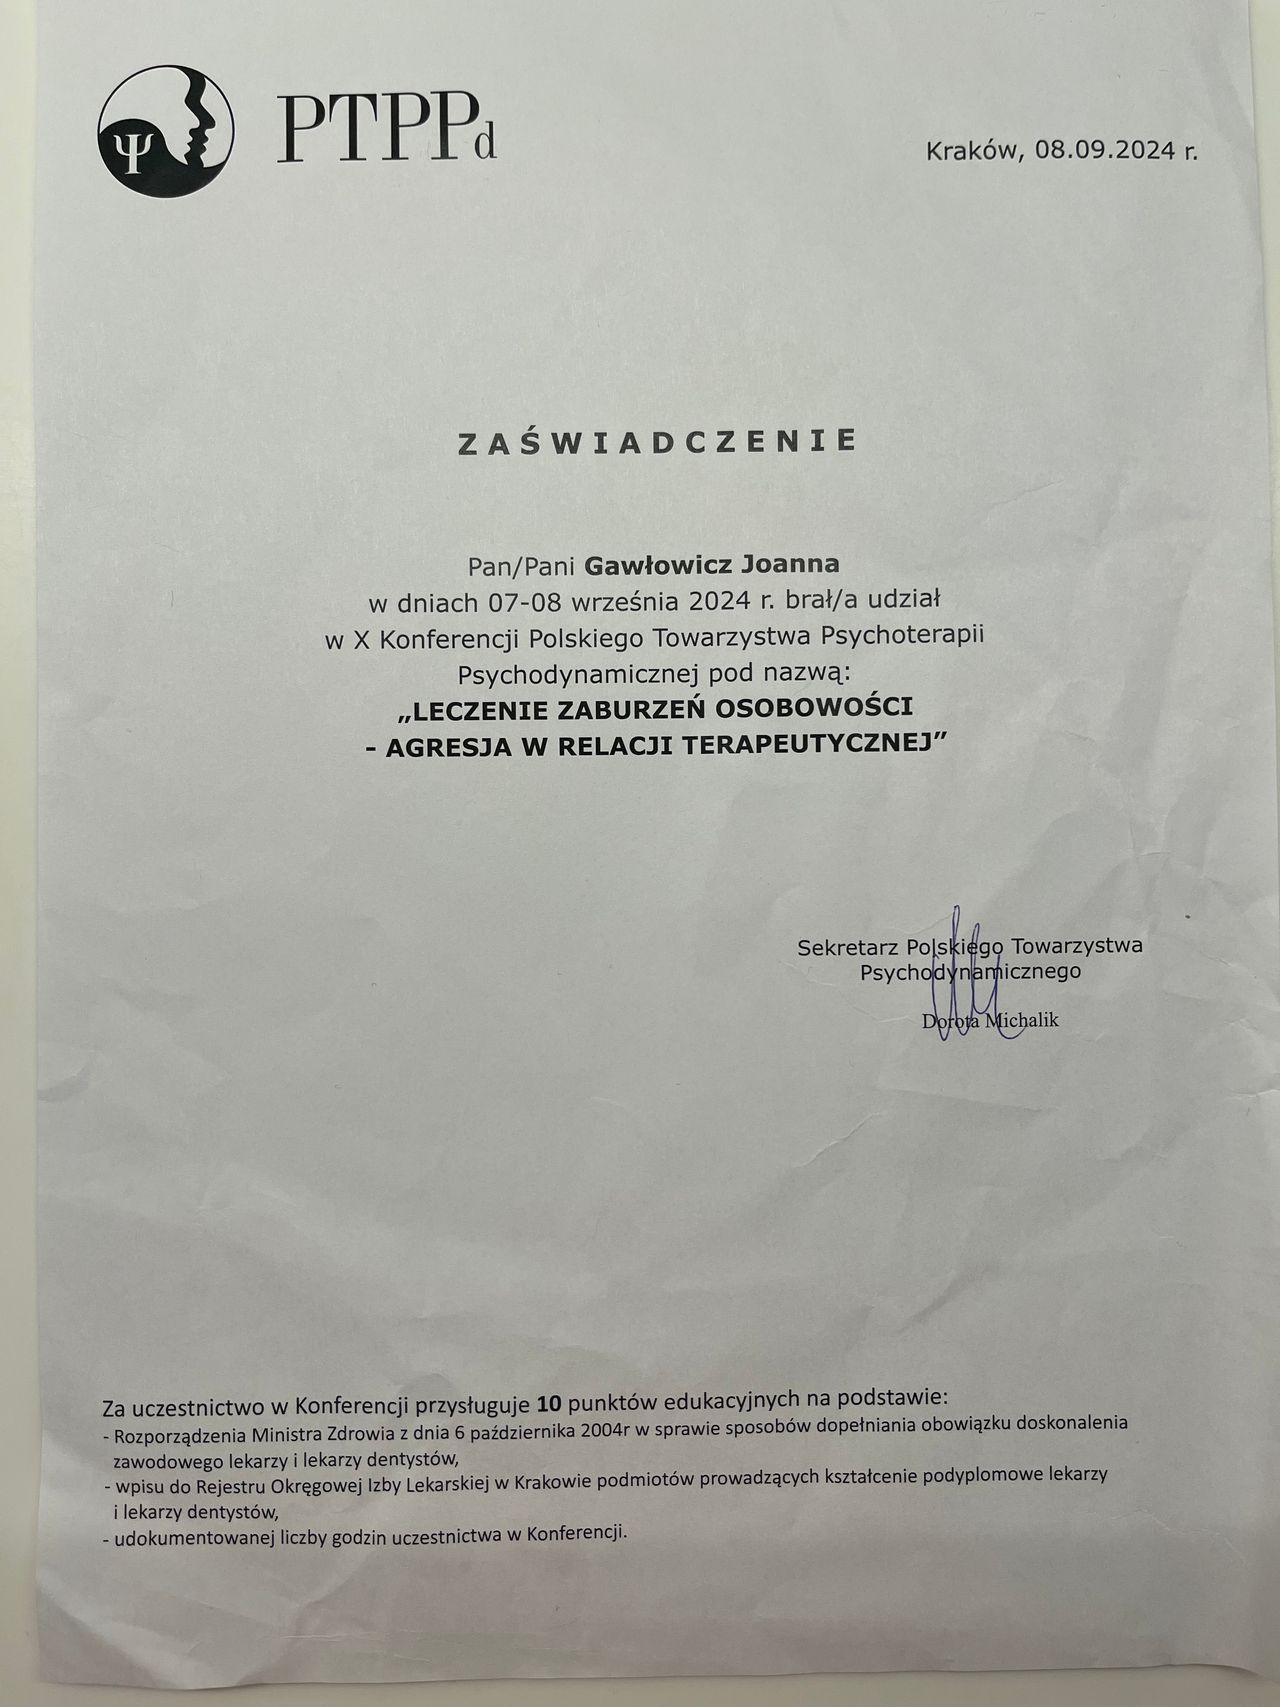 Ψ PTPPd
Kraków, 08.09.2024 r.
ZAŚWIADCZENIE
Pan/Pani Gawłowicz Joanna
w dniach 07-08 września 2024 r. brał/a udział
w X Konferencji Polskiego Towarzystwa Psychoterapii
Psychodynamicznej pod nazwą:
„LECZENIE ZABURZEŃ OSOBOWOŚCI
- AGRESJA W RELACJI TERAPEUTYCZNEJ”
Sekretarz Polskiego Towarzystwa
Psychodynamicznego
Dorota Michalik
Za uczestnictwo w Konferencji przysługuje 10 punktów edukacyjnych na podstawie:
- Rozporządzenia Ministra Zdrowia z dnia 6 października 2004r w sprawie sposobów dopełniania obowiązku doskonalenia
zawodowego lekarzy i lekarzy dentystów,
- wpisu do Rejestru Okręgowej Izby Lekarskiej w Krakowie podmiotów prowadzących kształcenie podyplomowe lekarzy
i lekarzy dentystów,
- udokumentowanej liczby godzin uczestnictwa w Konferencji.